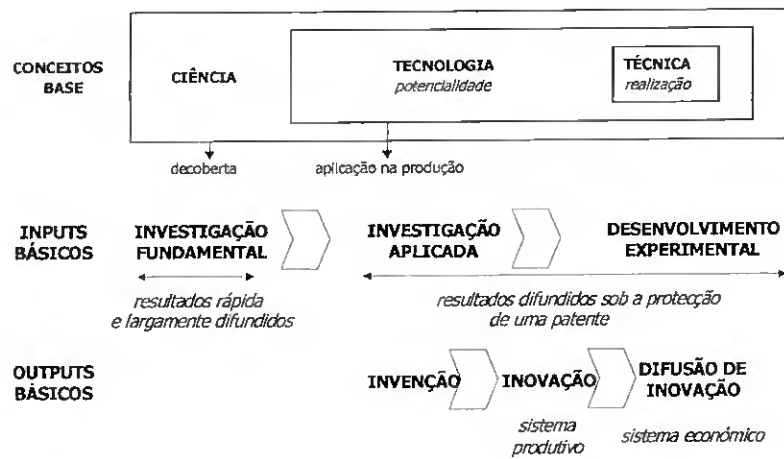 CONCEITOS
BASE
CIÊNCIA
TECNOLOGIA
potencialidade
TÉCNICA
realização
decoberta
aplicação na produção
INPUTS
BÁSICOS
INVESTIGAÇÃO
FUNDAMENTAL
INVESTIGAÇÃO
APLICADA
DESENVOLVIMENTO
EXPERIMENTAL
resultados rápida
e largamente difundidos
resultados difundidos sob a protecção
de uma patente
OUTPUTS
BÁSICOS
INVENÇÃO
INOVAÇÃO
DIFUSÃO DE
INOVAÇÃO
sistema
produtivo
sistema económico